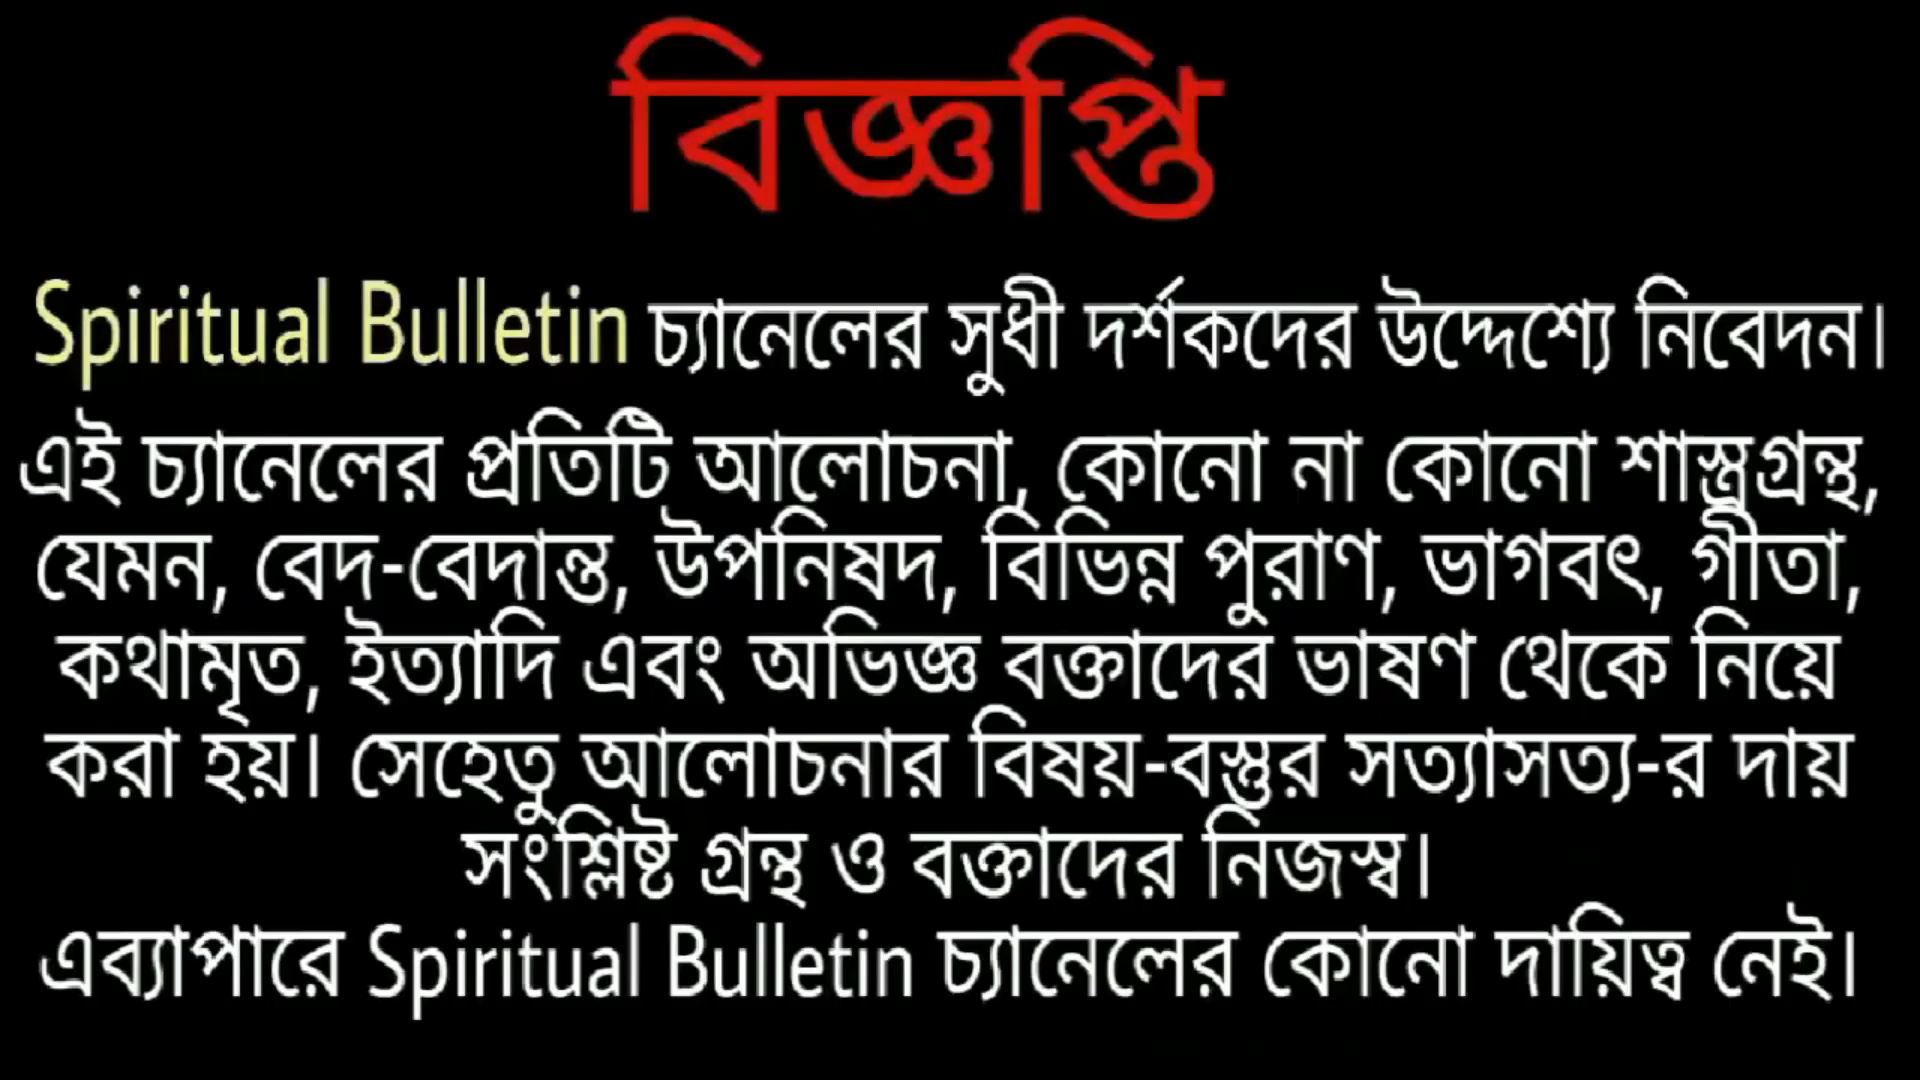 বিজ্ঞপ্তি
Spiritual Bulletin চ্যানেলের সুধী দর্শকদের উদ্দেশ্যে নিবেদন।
এই চ্যানেলের প্রতিটি আলোচনা, কোনো না কোনো শাস্ত্রগ্রন্থ,
যেমন, বেদ-বেদান্ত, উপনিষদ, বিভিন্ন পুরাণ, ভাগবৎ, গীতা,
কথামৃত, ইত্যাদি এবং অভিজ্ঞ বক্তাদের ভাষণ থেকে নিয়ে
করা হয়। সেহেতু আলোচনার বিষয়-বস্তুর সত্যাসত্য-র দায়
সংশ্লিষ্ট গ্রন্থ ও বক্তাদের নিজস্ব।
এব্যাপারে Spiritual Bulletin চ্যানেলের কোনো দায়িত্ব নেই।